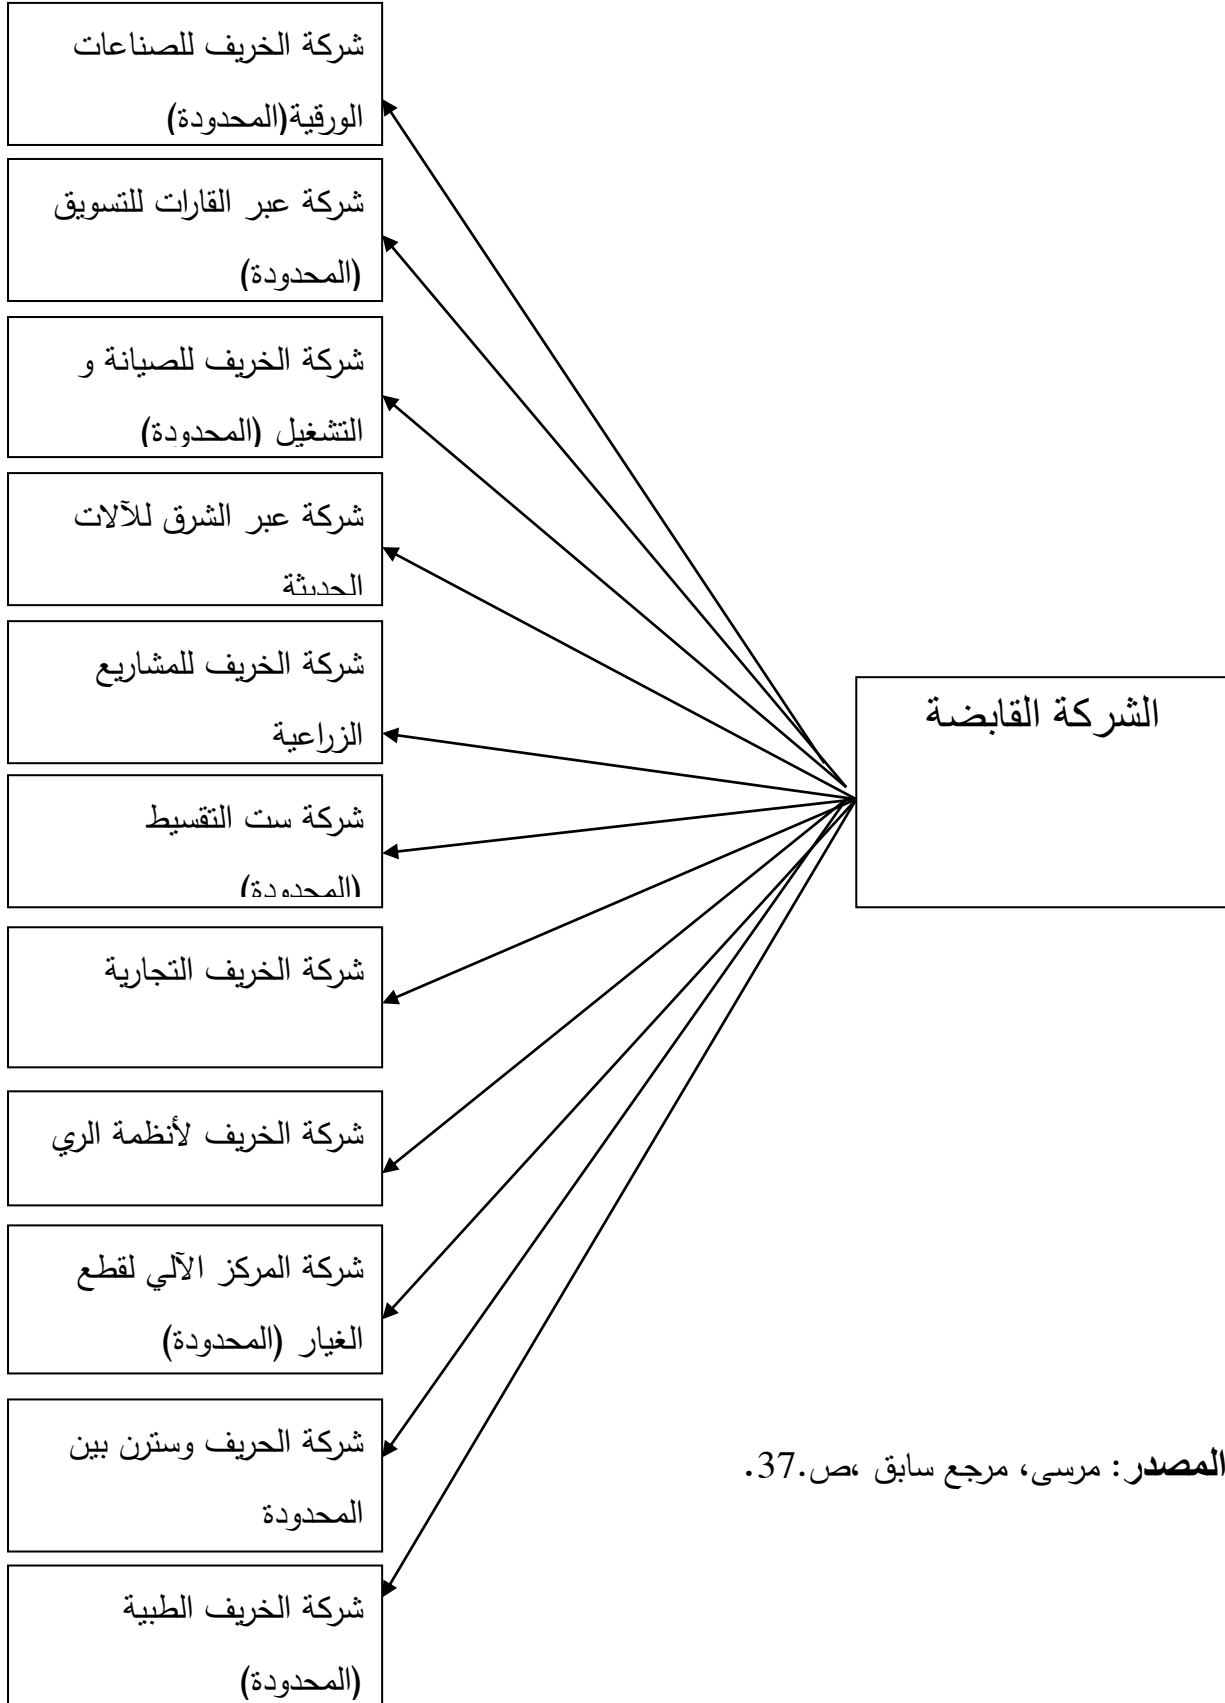 شركة الخريف للصناعات
الورقية(المحدودة)
شركة عبر القارات للتسويق
(المحدودة)
شركة الخريف للصيانة و
التشغيل (المحدودة)
شركة عبر الشرق للآلات
الحديثة
شركة الخريف للمشاريع
الزراعية
الشركة القابضة
شركة ست التقسيط
(المحدودة)
شركة الخريف التجارية
شركة الخريف لأنظمة الري
شركة المركز الآلي لقطع
الغيار (المحدودة)
شركة الحريف وسترن بين
المحدودة
المصدر: مرسى، مرجع سابق ،ص.37.
شركة الخريف الطبية
(المحدودة)